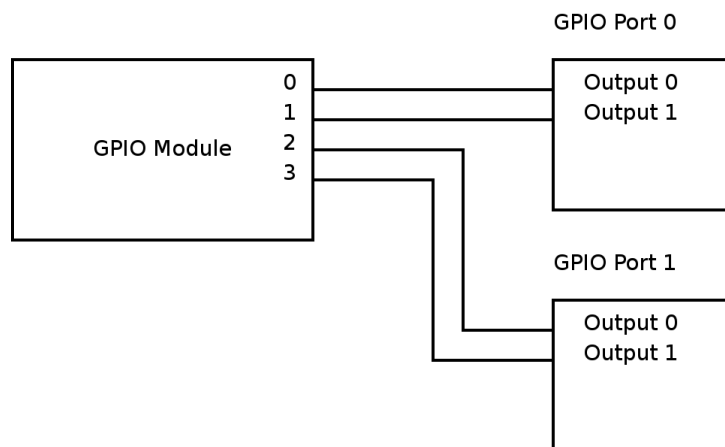 GPIO Port 0
0
1
2
3
GPIO Module
Output 0
Output 1
GPIO Port 1
Output 0
Output 1